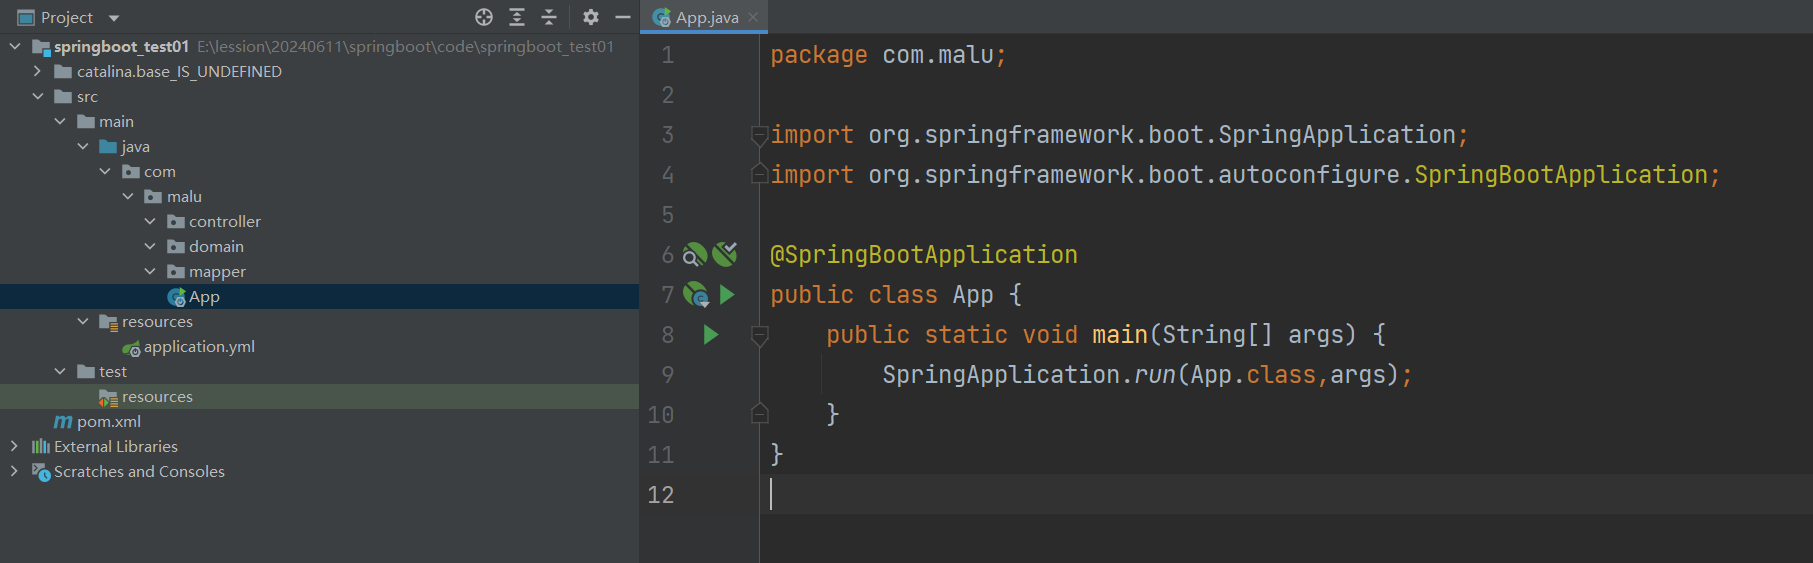 Project
springboot_test01 E:\lession\20240611\springboot\code\springboot_test01
catalina.base_IS_UNDEFINED
src
main
java
com
malu
controller
domain
mapper
App
resources
application.yml
test
resources
pom.xml
External Libraries
Scratches and Consoles
App.java
1 package com.malu;
2
3 import org.springframework.boot.SpringApplication;
4 import org.springframework.boot.autoconfigure.SpringBootApplication;
5
6 @SpringBootApplication
7 public class App {
8 public static void main(String[] args) {
9 SpringApplication.run(App.class,args);
10 }
11 }
12